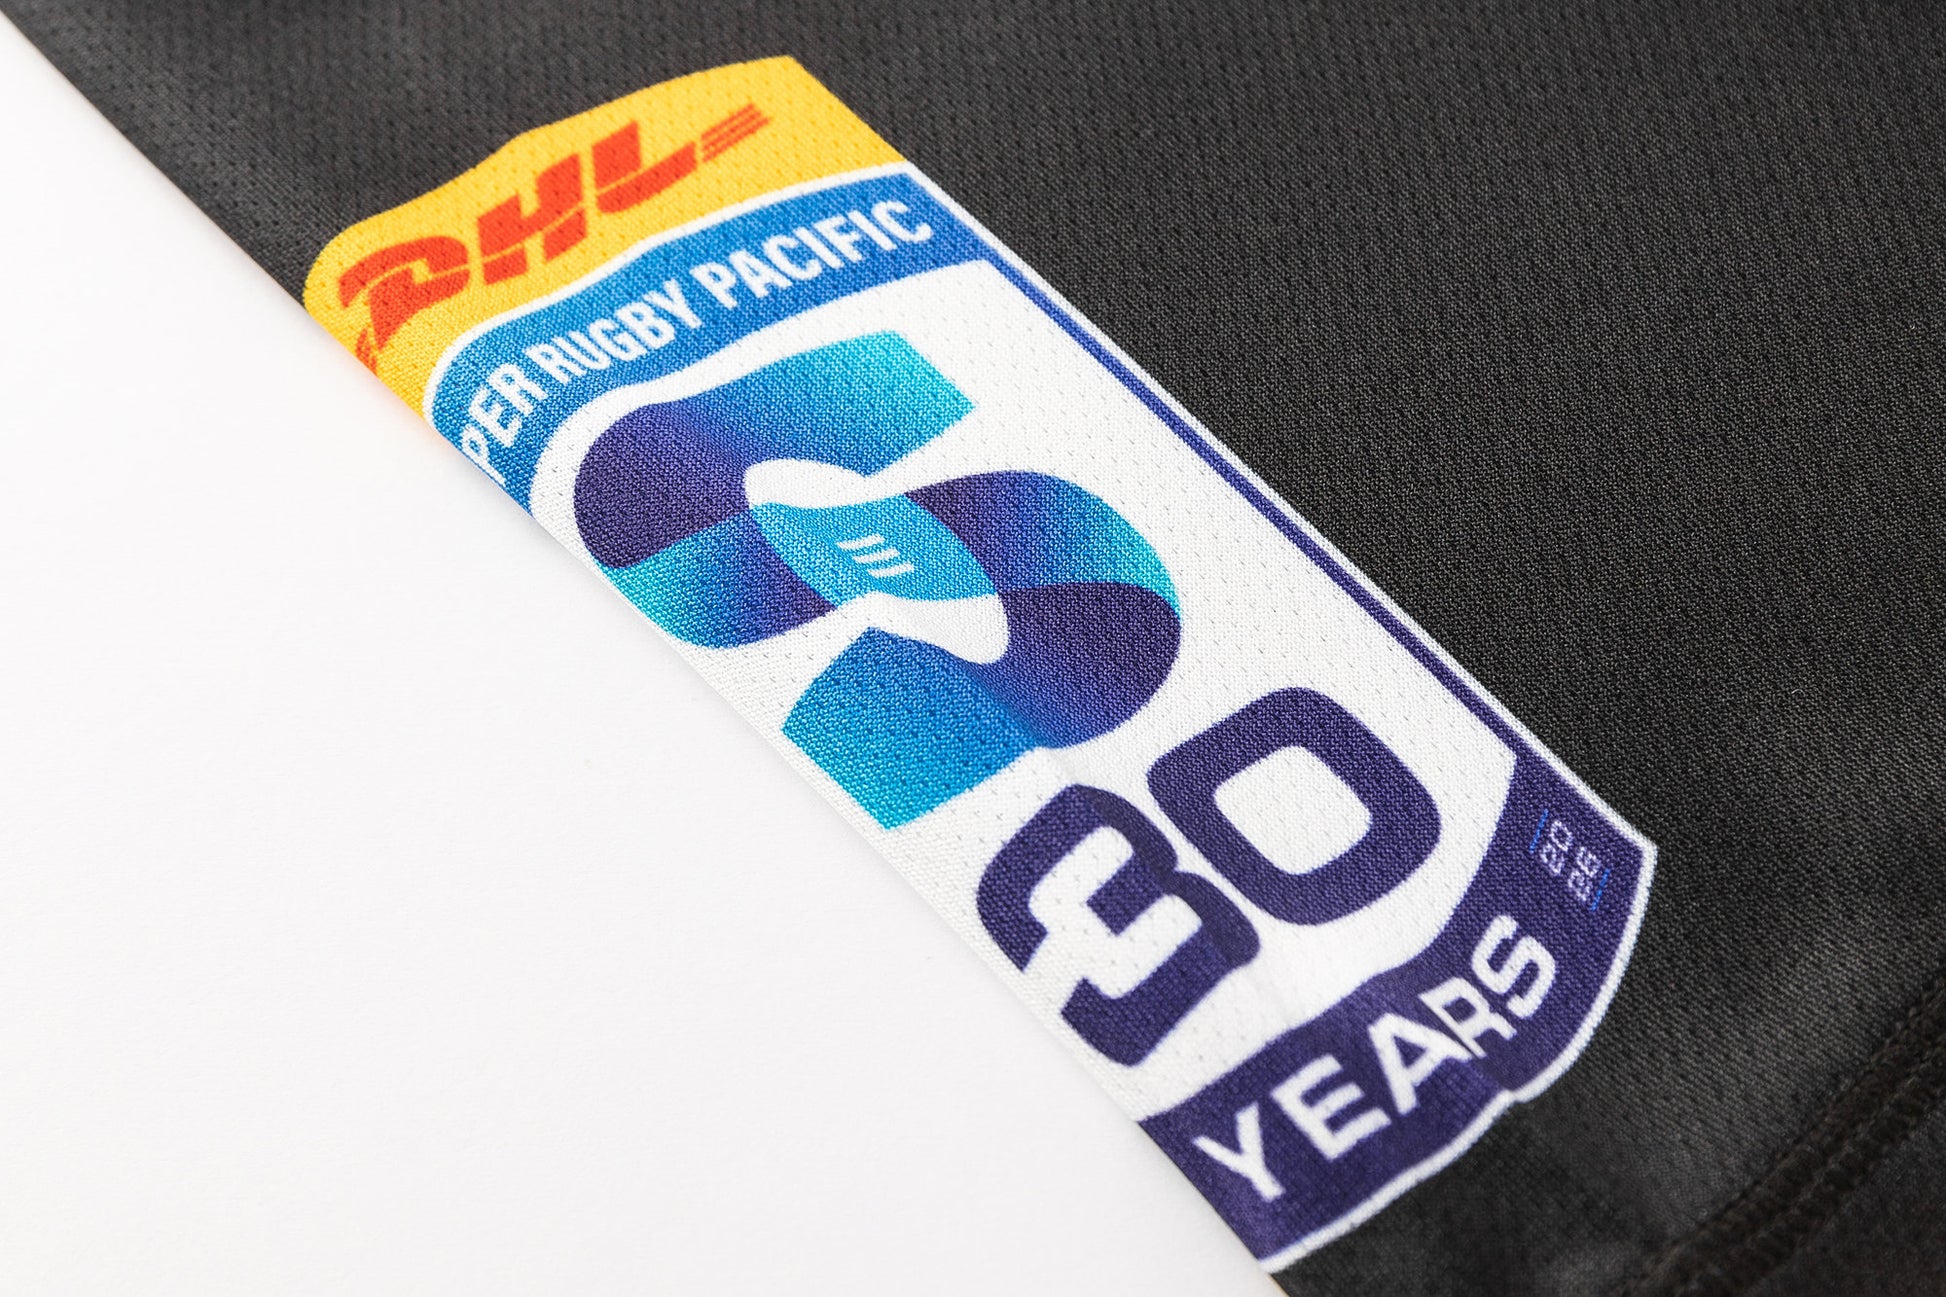 DHL
PER RUGBY PACIFIC
30
YEARS
20
26